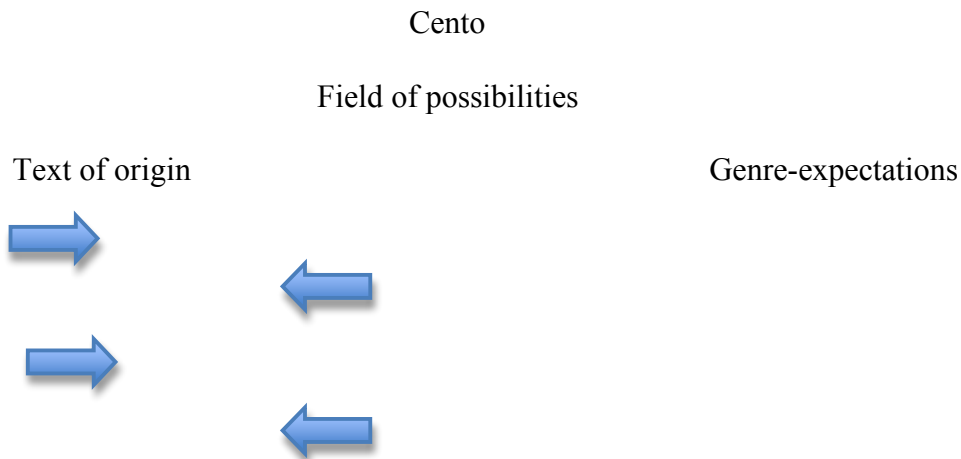 Cento
Field of possibilities
Text of origin
Genre-expectations